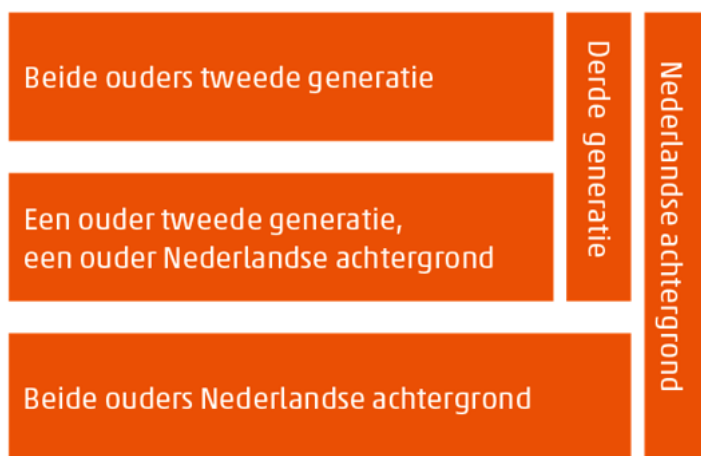 Beide ouders tweede generatie
Een ouder tweede generatie,
een ouder Nederlandse achtergrond
Beide ouders Nederlandse achtergrond
Derde generatie
Nederlandse achtergrond